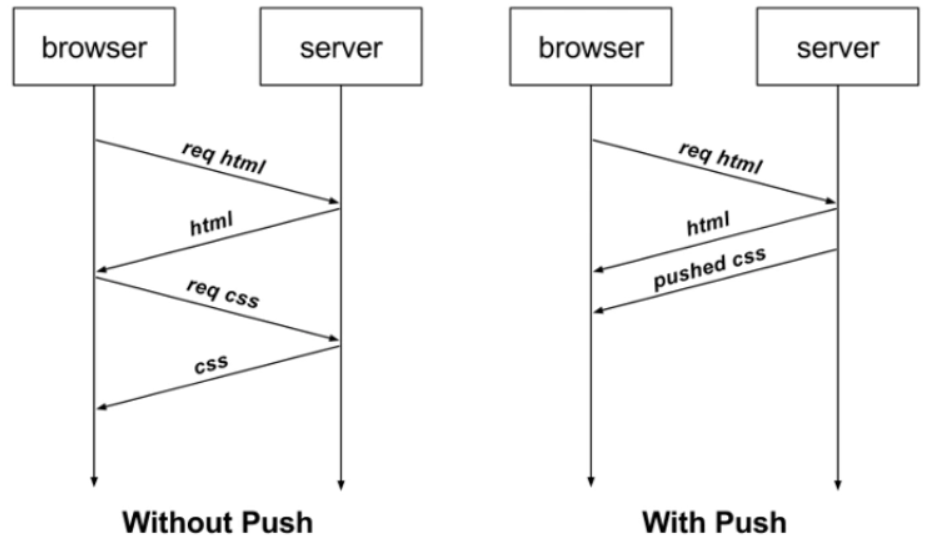 browser
server
req html
html
req css
css
Without Push
browser
server
req html
html
pushed css
With Push